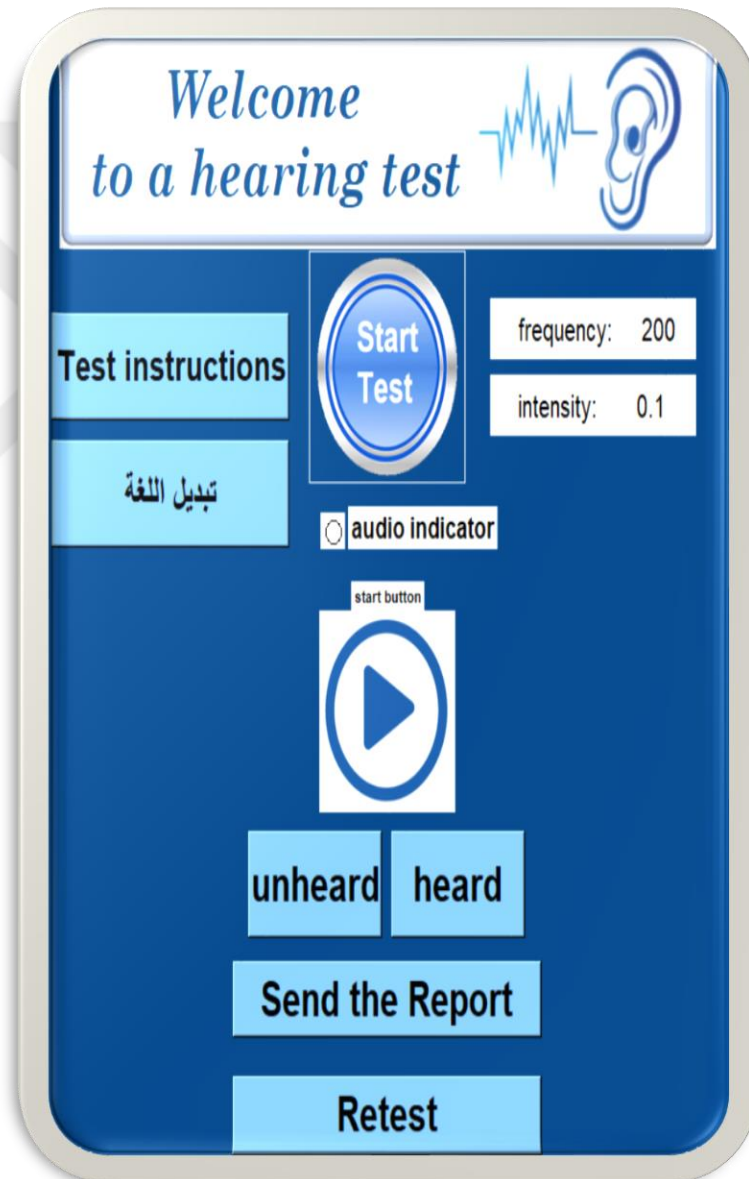 Welcome
to a hearing test
Test instructions
Start
Test
frequency: 200
intensity: 0.1
تبديل اللغة
audio indicator
start button
unheard
heard
Send the Report
Retest